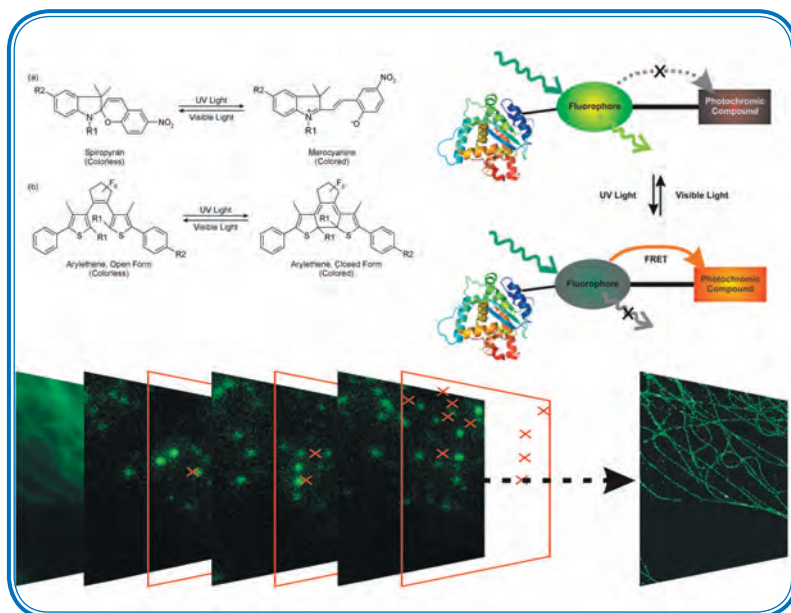 (a)
R2
N
R1
O
NO₂
Spiropyran
(Colorless)
UV Light
Visible Light
NO₂
R2
N
R1
⁻O
Merocyanine
(Colored)
(b)
F₆
R1
S
R1
S
R2
Arylethene, Open Form
(Colorless)
UV Light
Visible Light
F₆
R1
S
R1
S
R2
Arylethene, Closed Form
(Colored)
Fluorophore
X
Photochromic
Compound
UV Light
Visible Light
Fluorophore
FRET
X
Photochromic
Compound